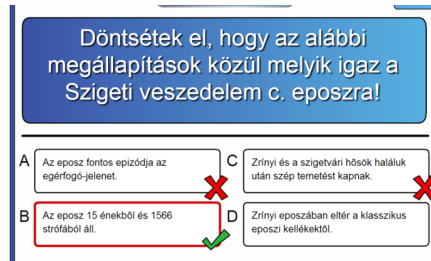 Döntsétek el, hogy az alábbi
megállapítások közül melyik igaz a
Szigeti veszedelem c. eposzra!
A
Az eposz fontos epizódja az
egérfogó-jelenet.
B
Az eposz 15 énekből és 1566
strófából áll.
C
Zrínyi és a szigetvári hősök haláluk
után szép temetést kapnak.
D
Zrínyi eposzában eltér a klasszikus
eposzi kellékektől.